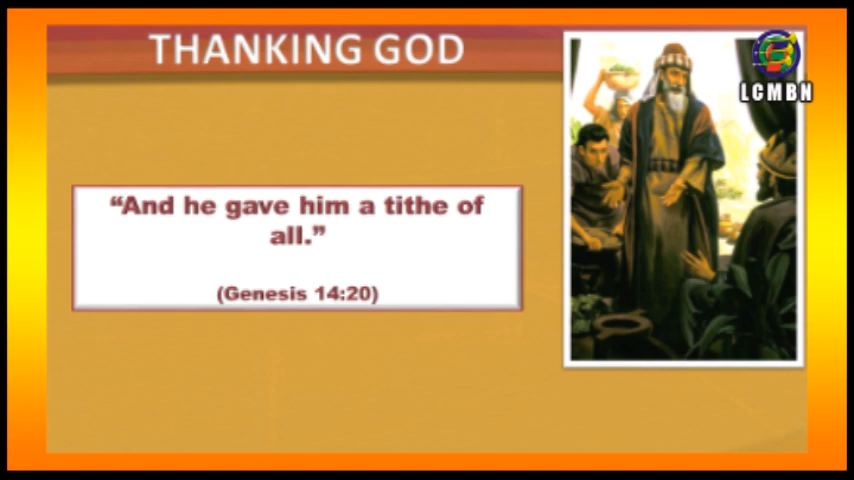 THANKING GOD
LCMBN
“And he gave him a tithe of
all.”
(Genesis 14:20)